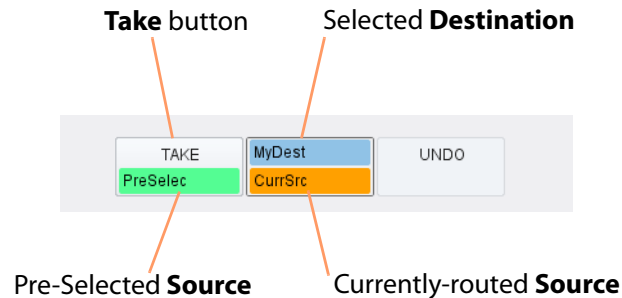 Take button
Selected Destination
TAKE
MyDest
UNDO
PreSelec
CurrSrc
Pre-Selected Source
Currently-routed Source